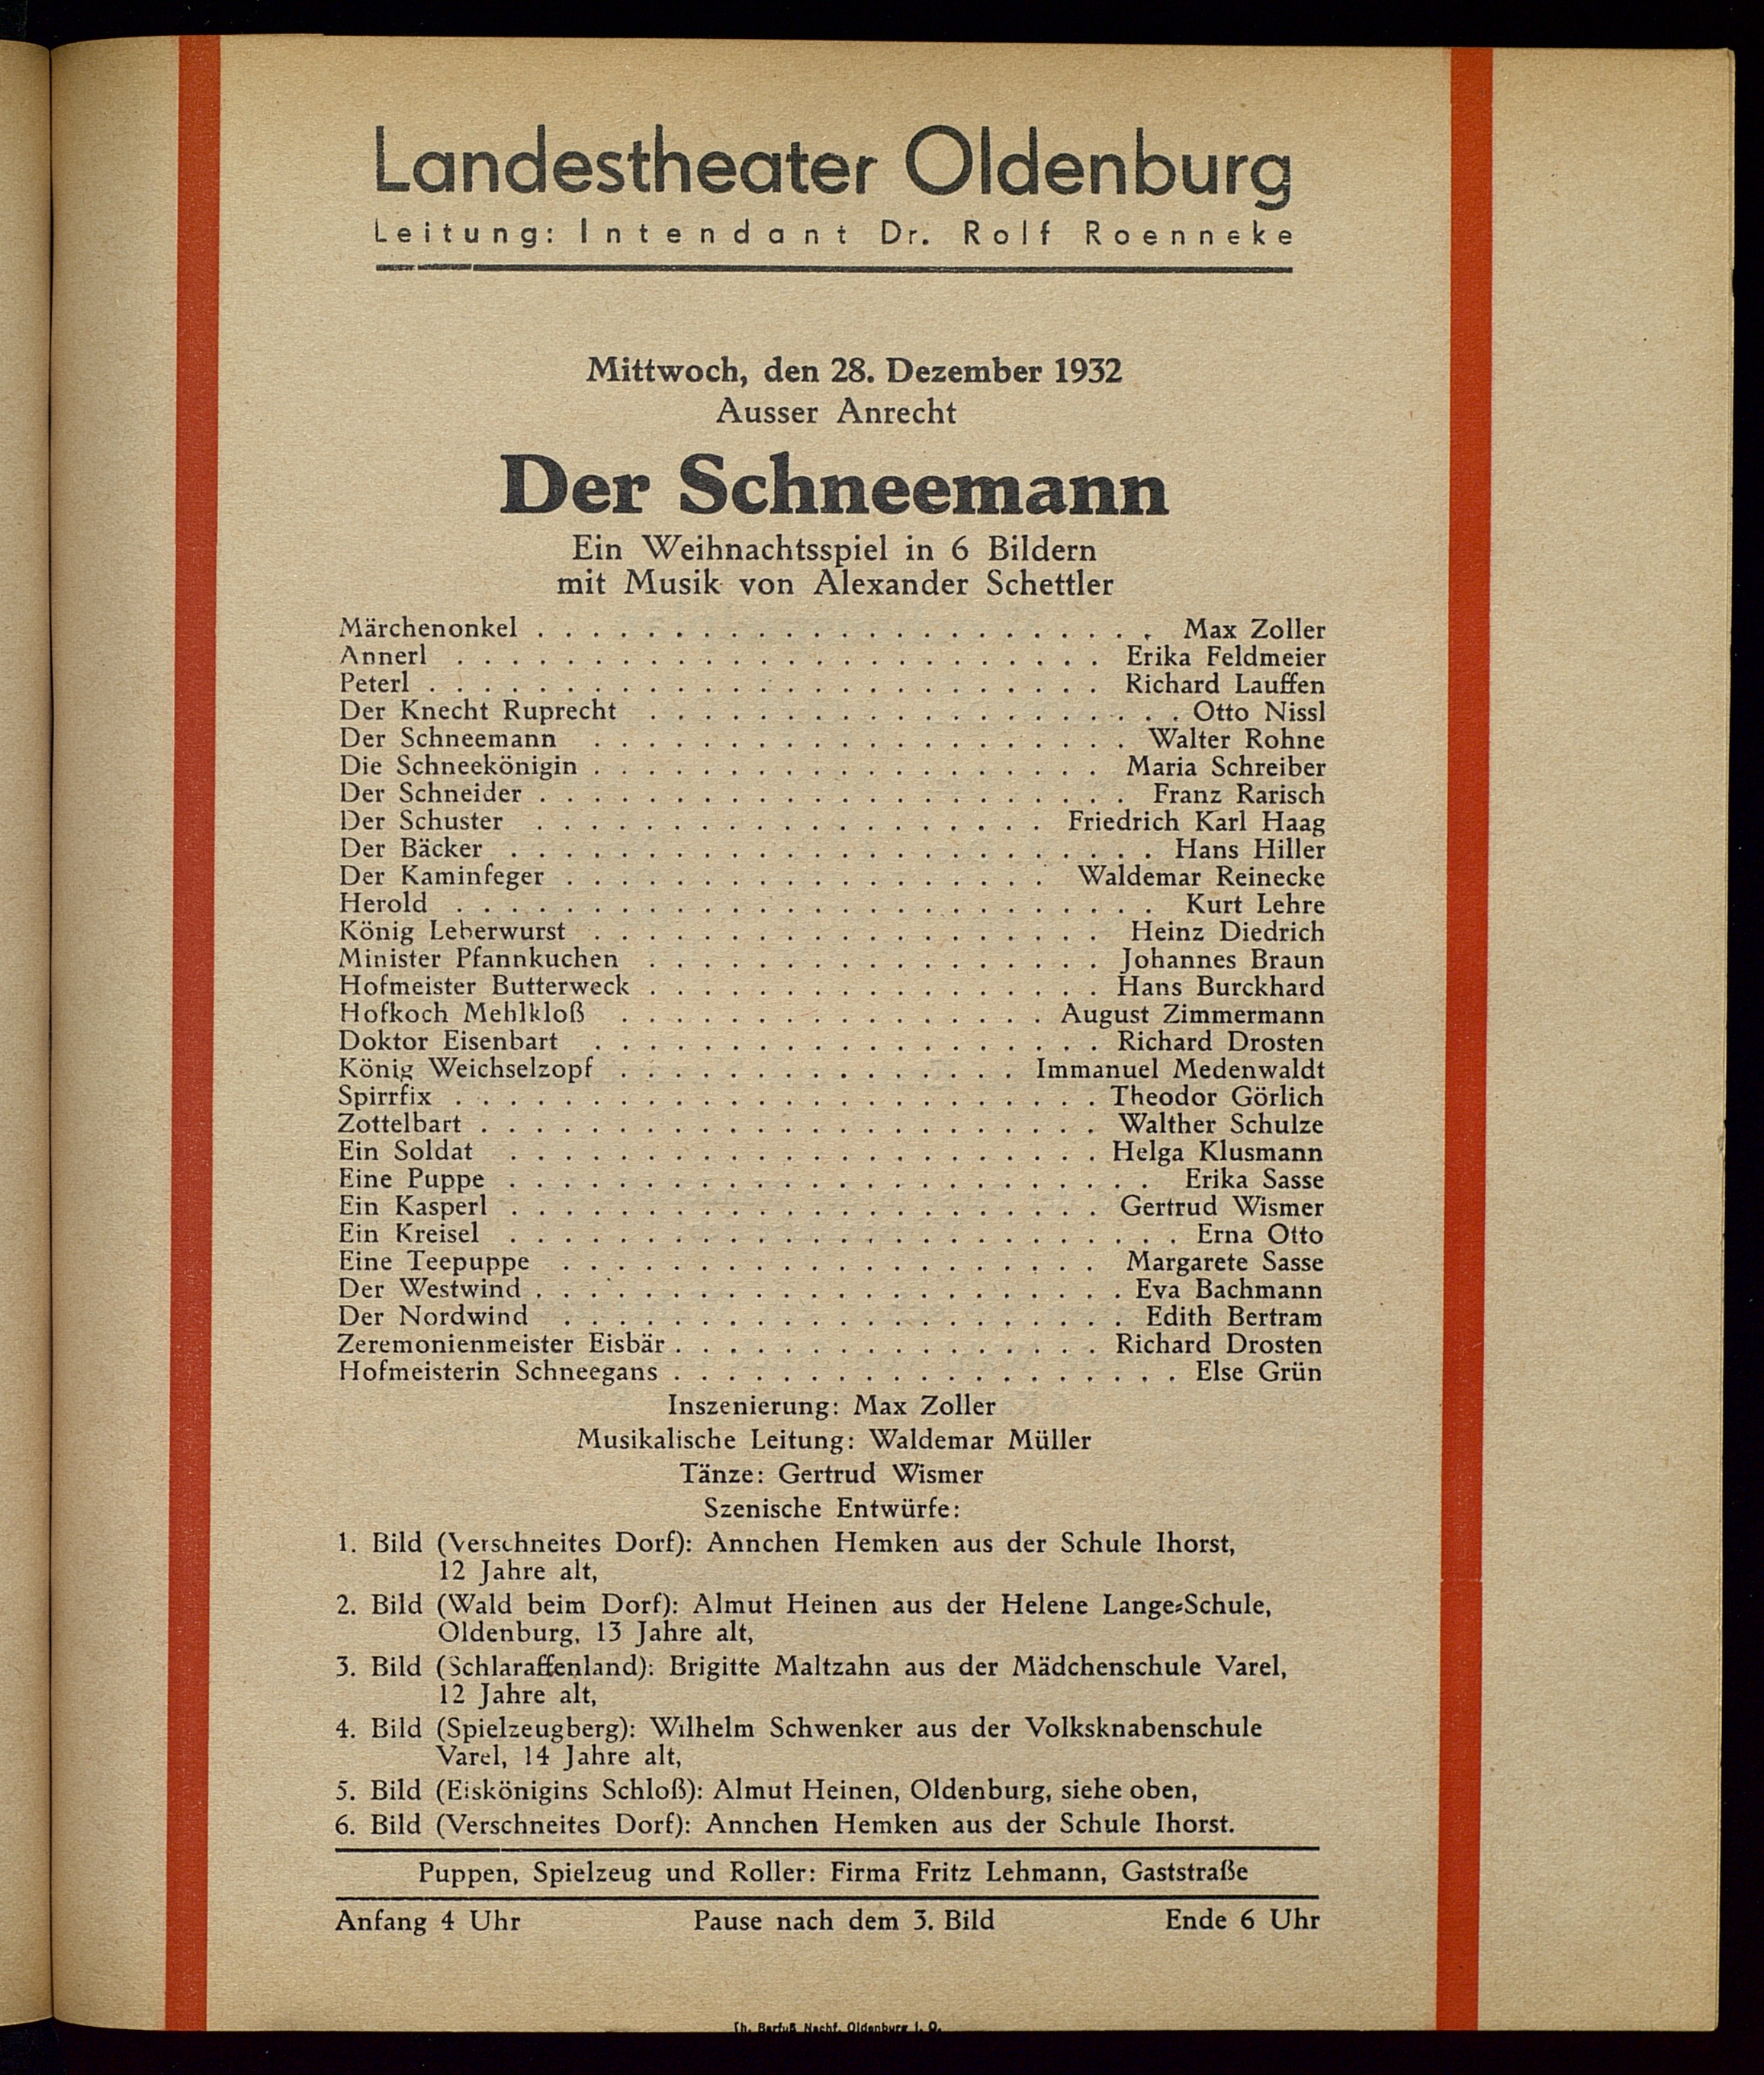 Landestheater Oldenburg
Leitung: Intendant Dr. Rolf Roenneke
Mittwoch, den 28. Dezember 1932
Ausser Anrecht
Der Schneemann
Ein Weihnachtsspiel in 6 Bildern
mit Musik von Alexander Schettler
Märchenonkel . . . . . . . . . . . . . . . . . . . . . . . Max Zoller
Annerl . . . . . . . . . . . . . . . . . . . . . . . . Erika Feldmeier
Peterl . . . . . . . . . . . . . . . . . . . . . . . . . Richard Lauffen
Der Knecht Ruprecht . . . . . . . . . . . . . . . . . . . . Otto Nissl
Der Schneemann . . . . . . . . . . . . . . . . . . . . Walter Rohne
Die Schneekönigin . . . . . . . . . . . . . . . . . . . Maria Schreiber
Der Schneider . . . . . . . . . . . . . . . . . . . . . . Franz Rarisch
Der Schuster . . . . . . . . . . . . . . . . . . . Friedrich Karl Haag
Der Bäcker . . . . . . . . . . . . . . . . . . . . . . . . Hans Hiller
Der Kaminfeger . . . . . . . . . . . . . . . . . . Waldemar Reinecke
Herold . . . . . . . . . . . . . . . . . . . . . . . . . . Kurt Lehre
König Leberwurst . . . . . . . . . . . . . . . . . . . Heinz Diedrich
Minister Pfannkuchen . . . . . . . . . . . . . . . . . Johannes Braun
Hofmeister Butterweck . . . . . . . . . . . . . . . . . Hans Burckhard
Hofkoch Mehlkloß . . . . . . . . . . . . . . . . August Zimmermann
Doktor Eisenbart . . . . . . . . . . . . . . . . . . . Richard Drosten
König Weichselzopf . . . . . . . . . . . . . . . Immanuel Medenwaldt
Spirrfix . . . . . . . . . . . . . . . . . . . . . . . . Theodor Görlich
Zottelbart . . . . . . . . . . . . . . . . . . . . . . . Walther Schulze
Ein Soldat . . . . . . . . . . . . . . . . . . . . . . Helga Klusmann
Eine Puppe . . . . . . . . . . . . . . . . . . . . . . . . Erika Sasse
Ein Kasperl . . . . . . . . . . . . . . . . . . . . . . Gertrud Wismer
Ein Kreisel . . . . . . . . . . . . . . . . . . . . . . . . . Erna Otto
Eine Teepuppe . . . . . . . . . . . . . . . . . . . . Margarete Sasse
Der Westwind . . . . . . . . . . . . . . . . . . . . . . Eva Bachmann
Der Nordwind . . . . . . . . . . . . . . . . . . . . . Edith Bertram
Zeremonienmeister Eisbär . . . . . . . . . . . . . . . . Richard Drosten
Hofmeisterin Schneegans . . . . . . . . . . . . . . . . . . . Else Grün
Inszenierung: Max Zoller
Musikalische Leitung: Waldemar Müller
Tänze: Gertrud Wismer
Szenische Entwürfe:
1. Bild (Verschneites Dorf): Annchen Hemken aus der Schule Ihorst,
12 Jahre alt,
2. Bild (Wald beim Dorf): Almut Heinen aus der Helene Lange-Schule,
Oldenburg, 13 Jahre alt,
3. Bild (Schlaraffenland): Brigitte Maltzahn aus der Mädchenschule Varel,
12 Jahre alt,
4. Bild (Spielzeugberg): Wilhelm Schwenker aus der Volksknabenschule
Varel, 14 Jahre alt,
5. Bild (Eiskönigins Schloß): Almut Heinen, Oldenburg, siehe oben,
6. Bild (Verschneites Dorf): Annchen Hemken aus der Schule Ihorst.
Puppen, Spielzeug und Roller: Firma Fritz Lehmann, Gaststraße
Anfang 4 Uhr Pause nach dem 3. Bild Ende 6 Uhr
Th. Barfuß Nachf. Oldenburg i. O.